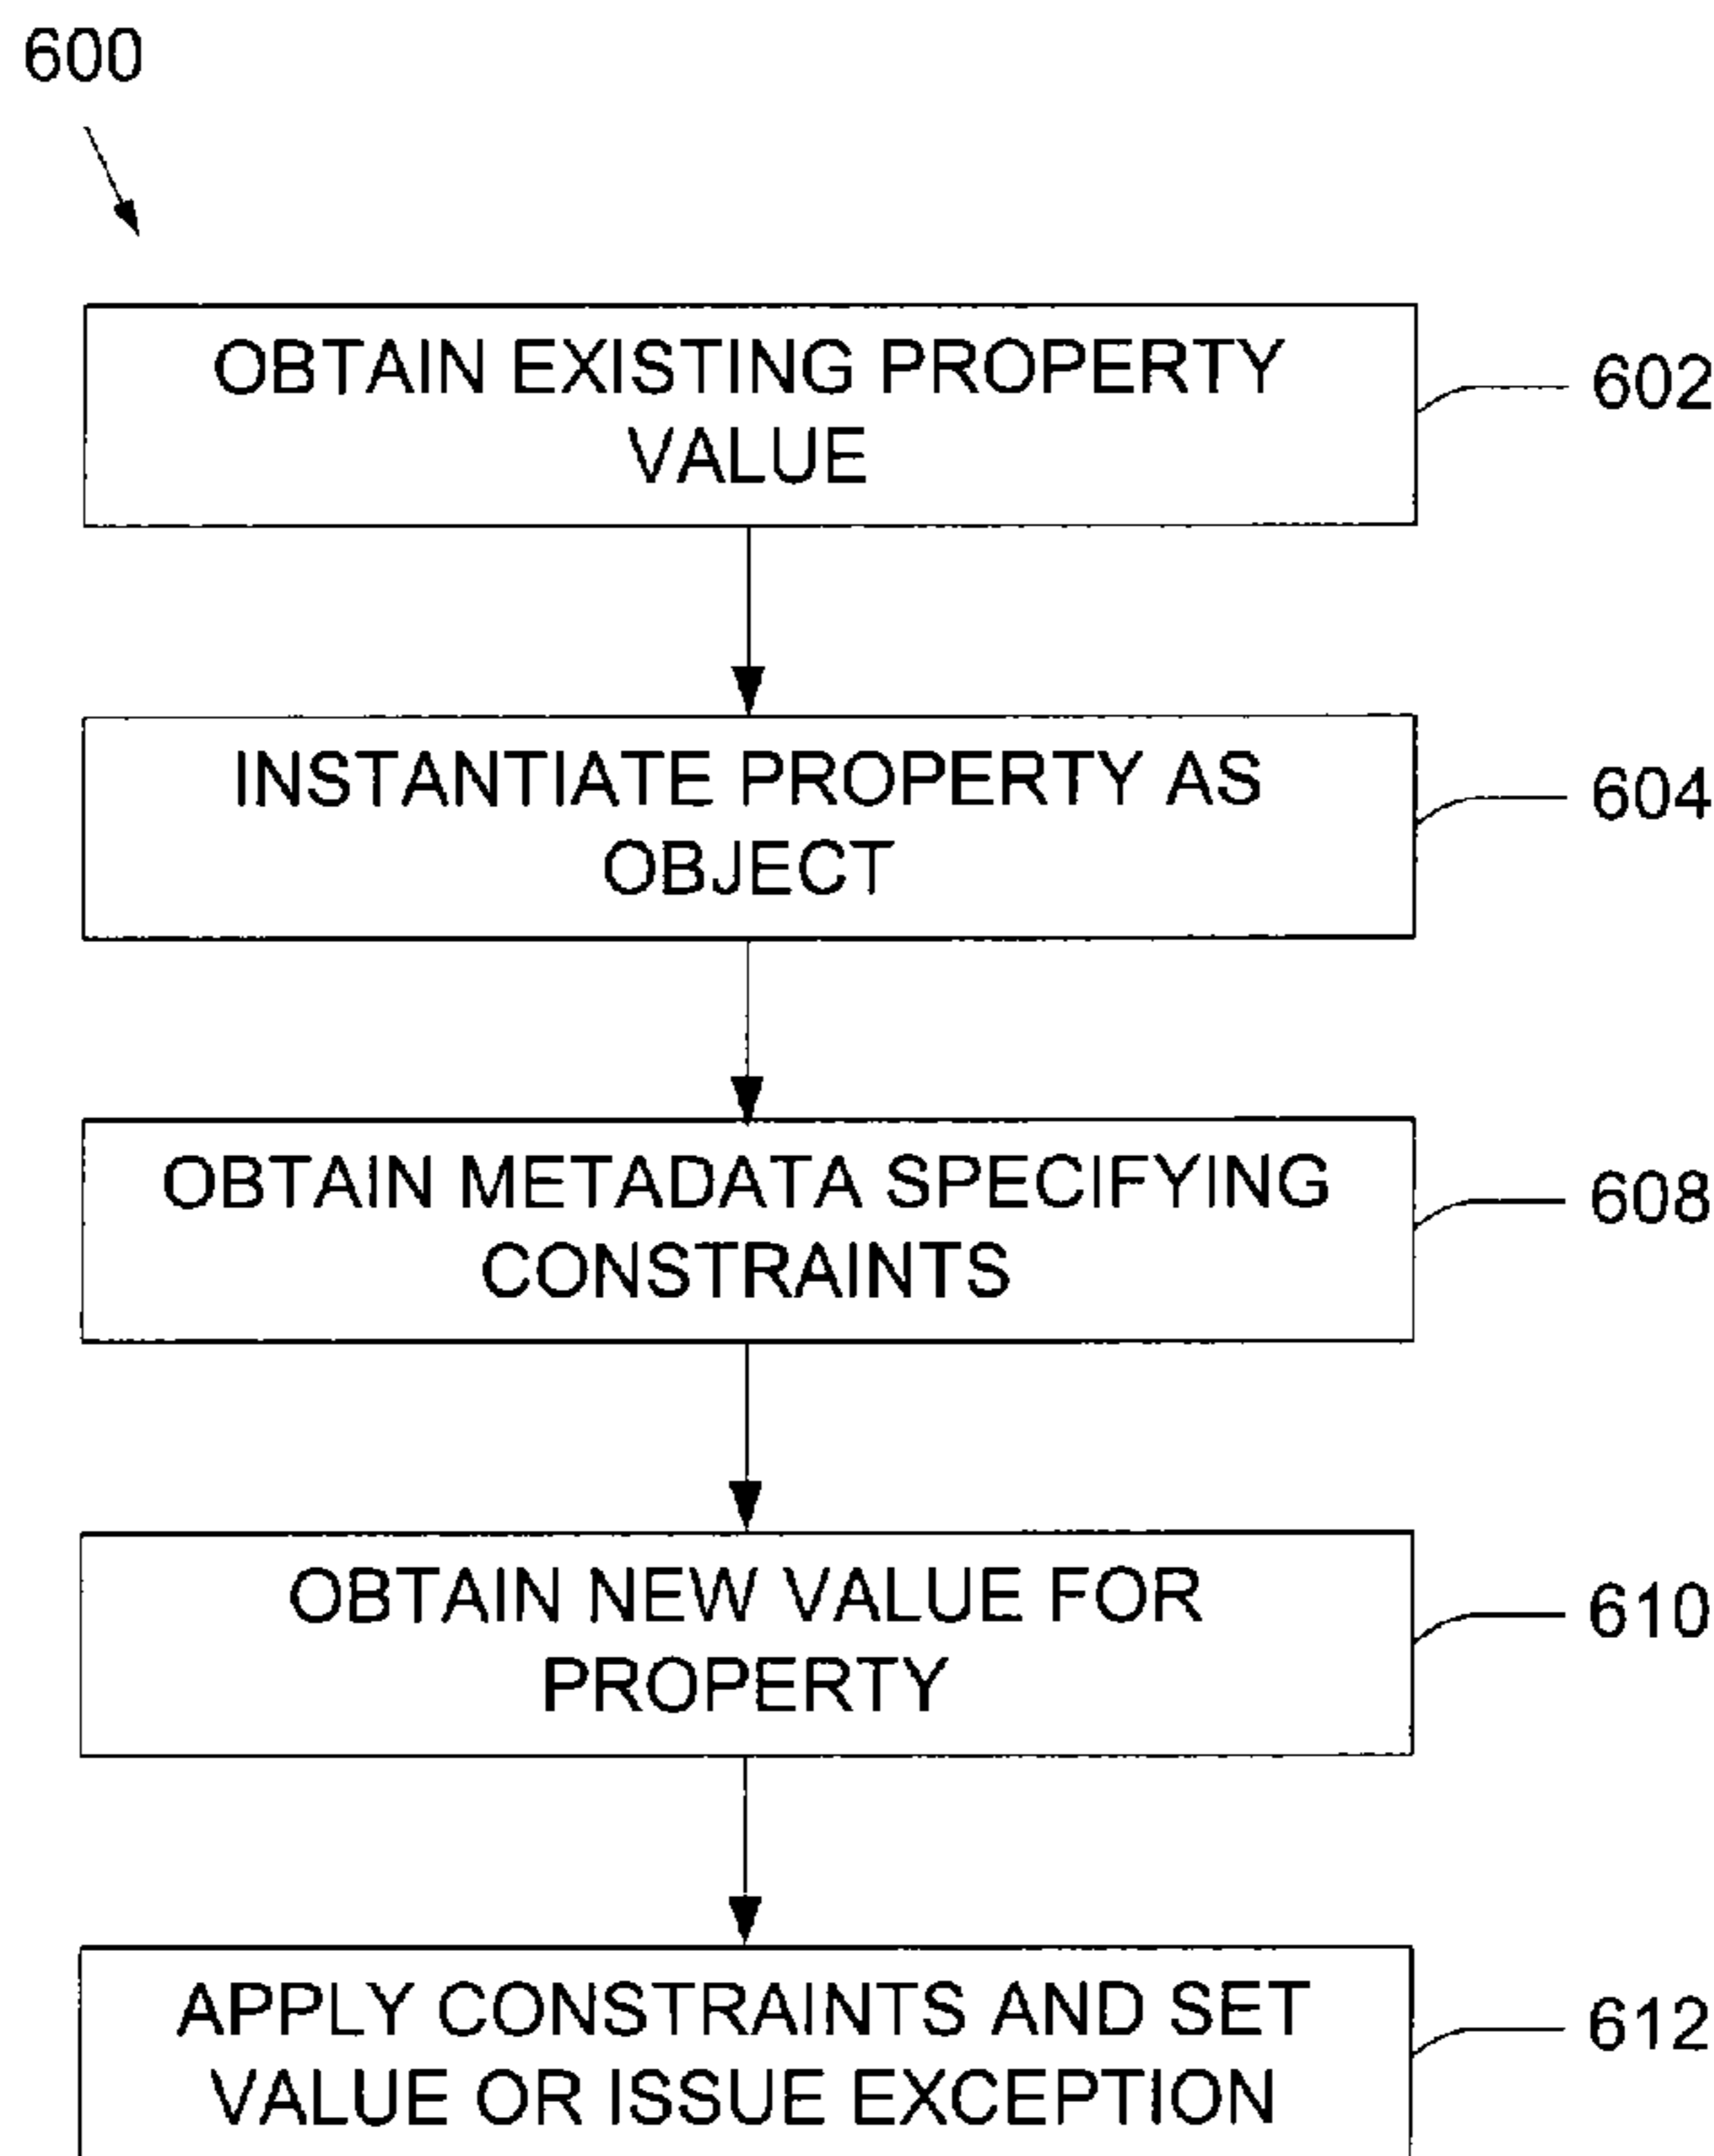 600
OBTAIN EXISTING PROPERTY
VALUE
602
INSTANTIATE PROPERTY AS
OBJECT
604
OBTAIN METADATA SPECIFYING
CONSTRAINTS
608
OBTAIN NEW VALUE FOR
PROPERTY
610
APPLY CONSTRAINTS AND SET
VALUE OR ISSUE EXCEPTION
612